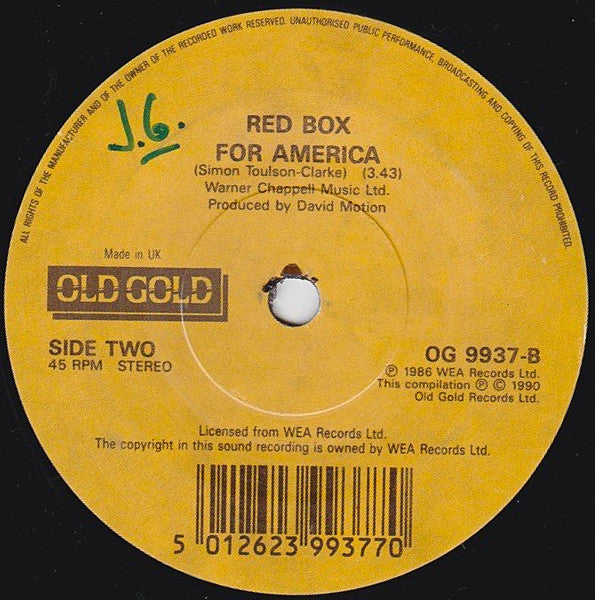 ALL RIGHTS OF THE MANUFACTURER AND OF THE OWNER OF THE RECORDED WORK RESERVED. UNAUTHORISED PUBLIC PERFORMANCE, BROADCASTING AND COPYING OF THIS RECORD PROHIBITED.
J.G.
RED BOX
FOR AMERICA
(Simon Toulson-Clarke) (3.43)
Warner Chappell Music Ltd.
Produced by David Motion
Made in UK
OLD GOLD
SIDE TWO
45 RPM STEREO
OG 9937-B
Ⓟ 1986 WEA Records Ltd.
This compilation Ⓟ © 1990
Old Gold Records Ltd.
Licensed from WEA Records Ltd.
The copyright in this sound recording is owned by WEA Records Ltd.
5 012623 993770